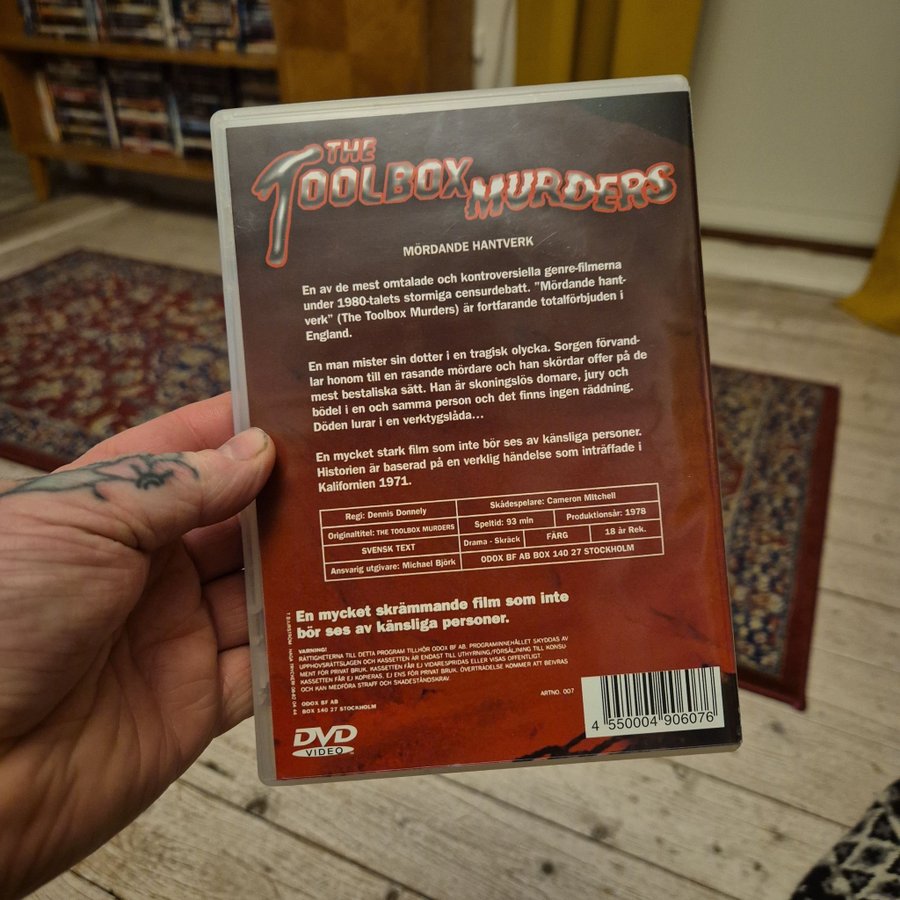 THE
TOOLBOX MURDERS
MÖRDANDE HANTVERK
En av de mest omtalade och kontroversiella genre-filmerna
under 1980-talets stormiga censurdebatt. "Mördande hant-
verk" (The Toolbox Murders) är fortfarande totalförbjuden i
England.
En man mister sin dotter i en tragisk olycka. Sorgen förvand-
lar honom till en rasande mördare och han skördar offer på de
mest bestaliska sätt. Han är skoningslös domare, jury och
bödel i en och samma person och det finns ingen räddning.
Döden lurar i en verktygslåda...
En mycket stark film som inte bör ses av känsliga personer.
Historien är baserad på en verklig händelse som inträffade i
Kalifornien 1971.
Regi: Dennis Donnely
Skådespelare: Cameron MItchell
Originaltitel: THE TOOLBOX MURDERS
Speltid: 93 min
Produktionsår: 1978
SVENSK TEXT
Drama - Skräck
FÄRG
18 år Rek.
Ansvarig utgivare: Michael Björk
ODOX BF AB BOX 140 27 STOCKHOLM
En mycket skrämmande film som inte
bör ses av känsliga personer.
VARNING!
RÄTTIGHETERNA TILL DETTA PROGRAM TILLHÖR ODOX BF AB. PROGRAMINNEHÅLLET SKYDDAS AV
UPPHOVSRÄTTSLAGEN OCH KASSETTEN ÄR ENDAST TILL UTHYRNING/FÖRSÄLJNING TILL KONSU-
MENT FÖR PRIVAT BRUK. KASSETTEN FÅR EJ VIDARESPRIDAS ELLER VISAS OFFENTLIGT.
KASSETTEN FÅR EJ KOPIERAS. EJ ENS FÖR PRIVAT BRUK. ÖVERTRÄDELSE KOMMER ATT BEIVRAS
OCH KAN MEDFÖRA STRAFF OCH SKADESTÅNDSKRAV.
ODOX BF AB
BOX 140 27 STOCKHOLM
ARTNO. 007
4 550004 906076
DVD
VIDEO